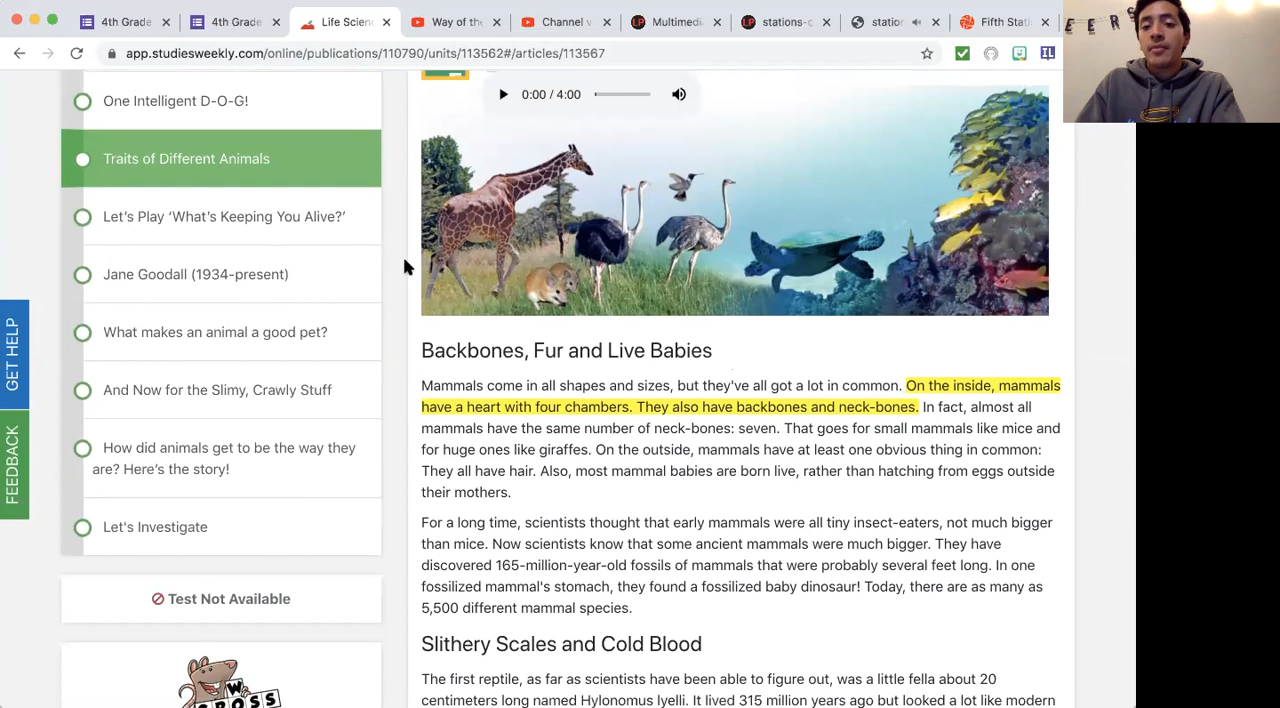 4th Grade
4th Grade
Life Scienc
Way of the
Channel v
Multimedi
stations-c
station
Fifth Stati
app.studiesweekly.com/online/publications/110790/units/113562#/articles/113567
IL
E E R S
One Intelligent D-O-G!
Traits of Different Animals
Let's Play ‘What's Keeping You Alive?’
Jane Goodall (1934-present)
What makes an animal a good pet?
And Now for the Slimy, Crawly Stuff
How did animals get to be the way they
are? Here's the story!
Let's Investigate
Test Not Available
W
ROSS
GET HELP
FEEDBACK
0:00 / 4:00
Backbones, Fur and Live Babies
Mammals come in all shapes and sizes, but they've all got a lot in common. On the inside, mammals
have a heart with four chambers. They also have backbones and neck-bones. In fact, almost all
mammals have the same number of neck-bones: seven. That goes for small mammals like mice and
for huge ones like giraffes. On the outside, mammals have at least one obvious thing in common:
They all have hair. Also, most mammal babies are born live, rather than hatching from eggs outside
their mothers.
For a long time, scientists thought that early mammals were all tiny insect-eaters, not much bigger
than mice. Now scientists know that some ancient mammals were much bigger. They have
discovered 165-million-year-old fossils of mammals that were probably several feet long. In one
fossilized mammal's stomach, they found a fossilized baby dinosaur! Today, there are as many as
5,500 different mammal species.
Slithery Scales and Cold Blood
The first reptile, as far as scientists have been able to figure out, was a little fella about 20
centimeters long named Hylonomus lyelli. It lived 315 million years ago but looked a lot like modern